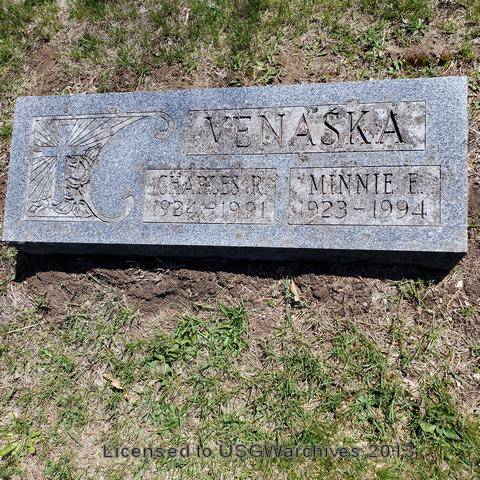 VENASKA
CHARLES R.
1924-1991
MINNIE E.
1923-1994
Licensed to USGWarchives 2013